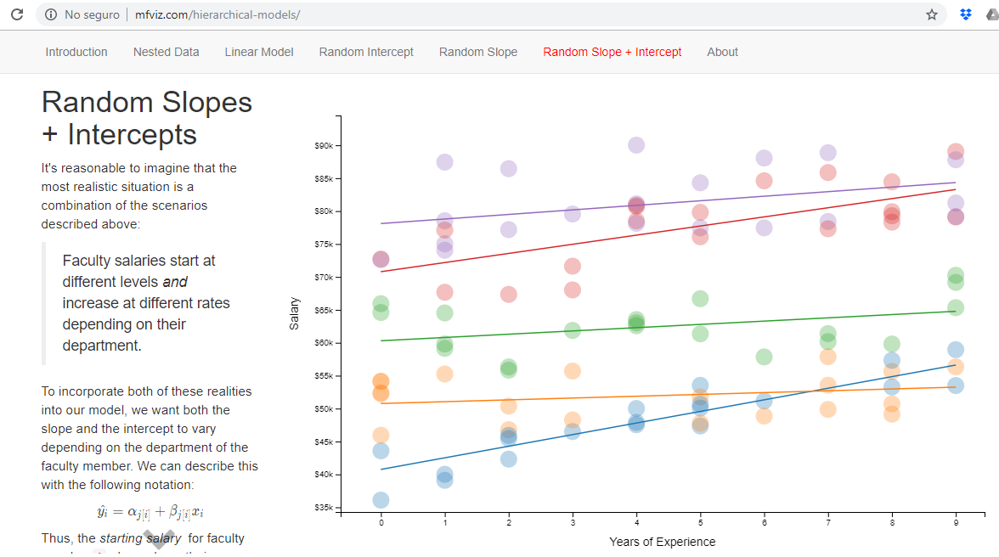 No seguro | mfviz.com/hierarchical-models/
Introduction Nested Data Linear Model Random Intercept Random Slope Random Slope + Intercept About
Random Slopes
+ Intercepts
It's reasonable to imagine that the
most realistic situation is a
combination of the scenarios
described above:
Faculty salaries start at
different levels and
increase at different rates
depending on their
department.
To incorporate both of these realities
into our model, we want both the
slope and the intercept to vary
depending on the department of the
faculty member. We can describe this
with the following notation:
ŷᵢ = αj[i] + βj[i]xᵢ
Thus, the starting salary for faculty
$90k
$85k
$80k
$75k
$70k
$65k
$60k
$55k
$50k
$45k
$40k
$35k
Salary
0 1 2 3 4 5 6 7 8 9
Years of Experience